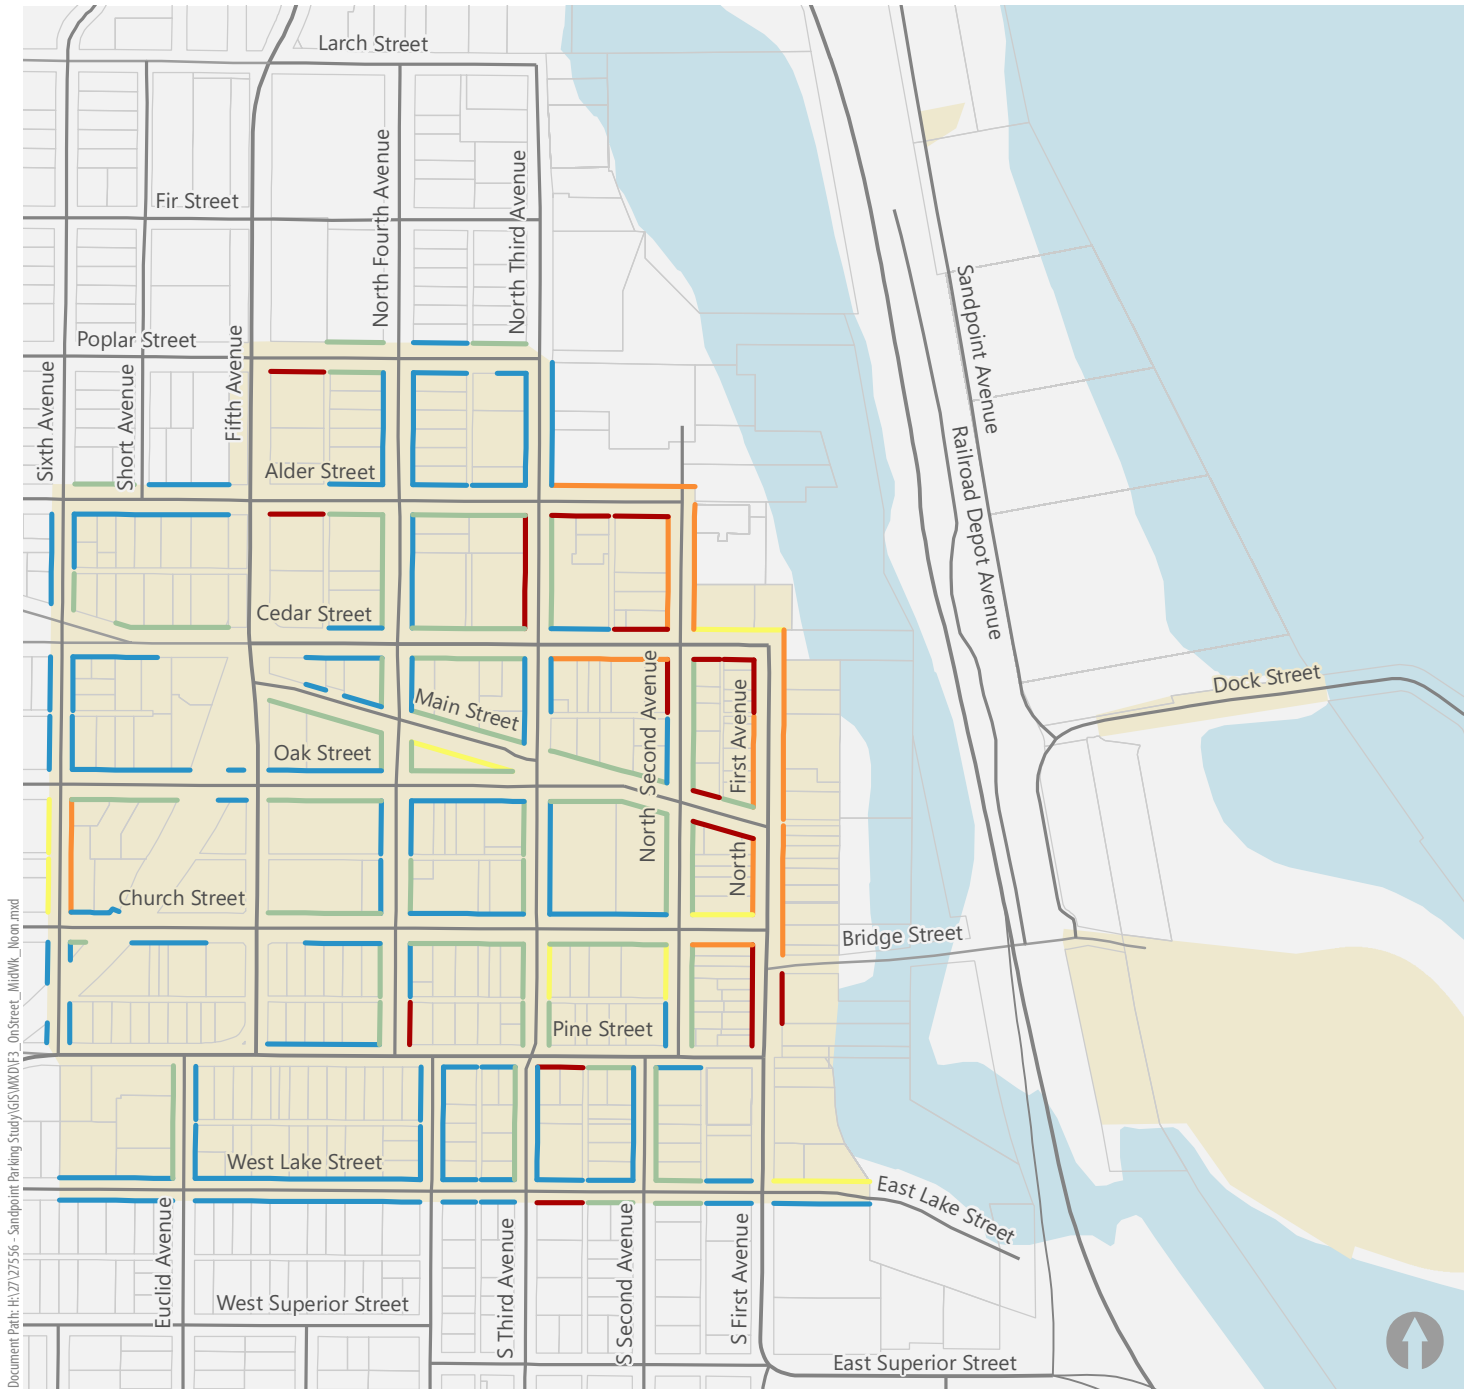 Larch Street
Fir Street
North Fourth Avenue
North Third Avenue
Poplar Street
Sixth Avenue
Short Avenue
Fifth Avenue
Sandpoint Avenue
Railroad Depot Avenue
Alder Street
Cedar Street
Main Street
North Second Avenue
North First Avenue
Dock Street
Oak Street
Church Street
Bridge Street
Pine Street
West Lake Street
East Lake Street
Euclid Avenue
S Third Avenue
S Second Avenue
S First Avenue
West Superior Street
East Superior Street
Document Path: H:\27\27556 - Sandpoint Parking Study\GIS\MXD\F3_OnStreet_MidWk_Noon.mxd